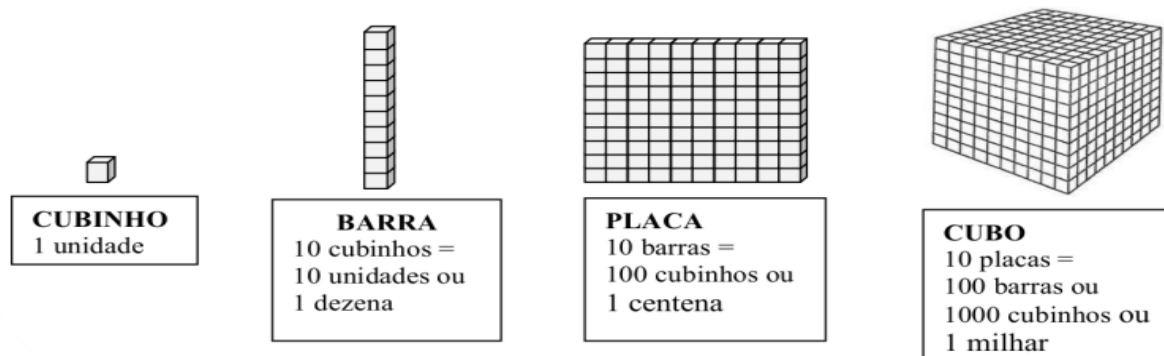 CUBINHO
1 unidade
BARRA
10 cubinhos =
10 unidades ou
1 dezena
PLACA
10 barras =
100 cubinhos ou
1 centena
CUBO
10 placas =
100 barras ou
1000 cubinhos ou
1 milhar